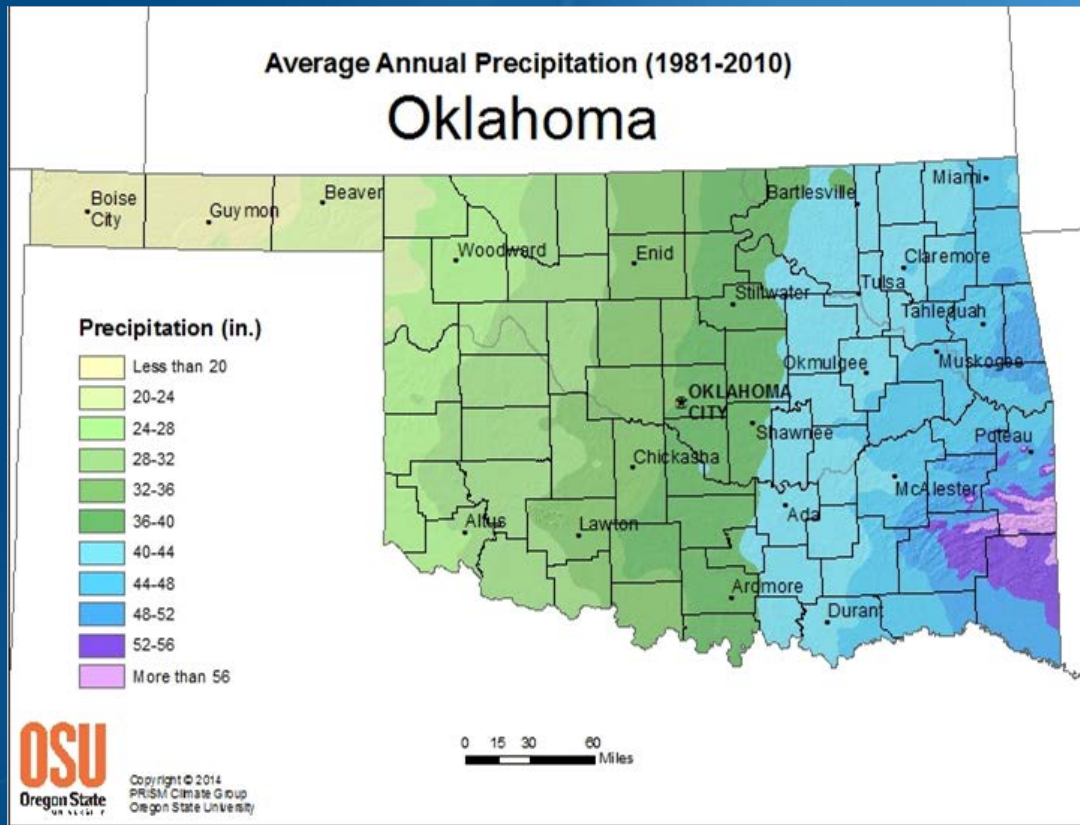 Average Annual Precipitation (1981-2010)
Oklahoma
Boise
City
Guymon
Beaver
Woodward
Enid
Bartlesville
Miami
Claremore
Tulsa
Stillwater
Tahlequah
Okmulgee
Muskogee
OKLAHOMA
CITY
Shawnee
Poteau
Chickasha
McAlester
Altus
Lawton
Ada
Ardmore
Durant
Precipitation (in.)
Less than 20
20-24
24-28
28-32
32-36
36-40
40-44
44-48
48-52
52-56
More than 56
0 15 30 60
Miles
OSU
Oregon State
UNIVERSITY
Copyright © 2014
PRISM Climate Group
Oregon State University